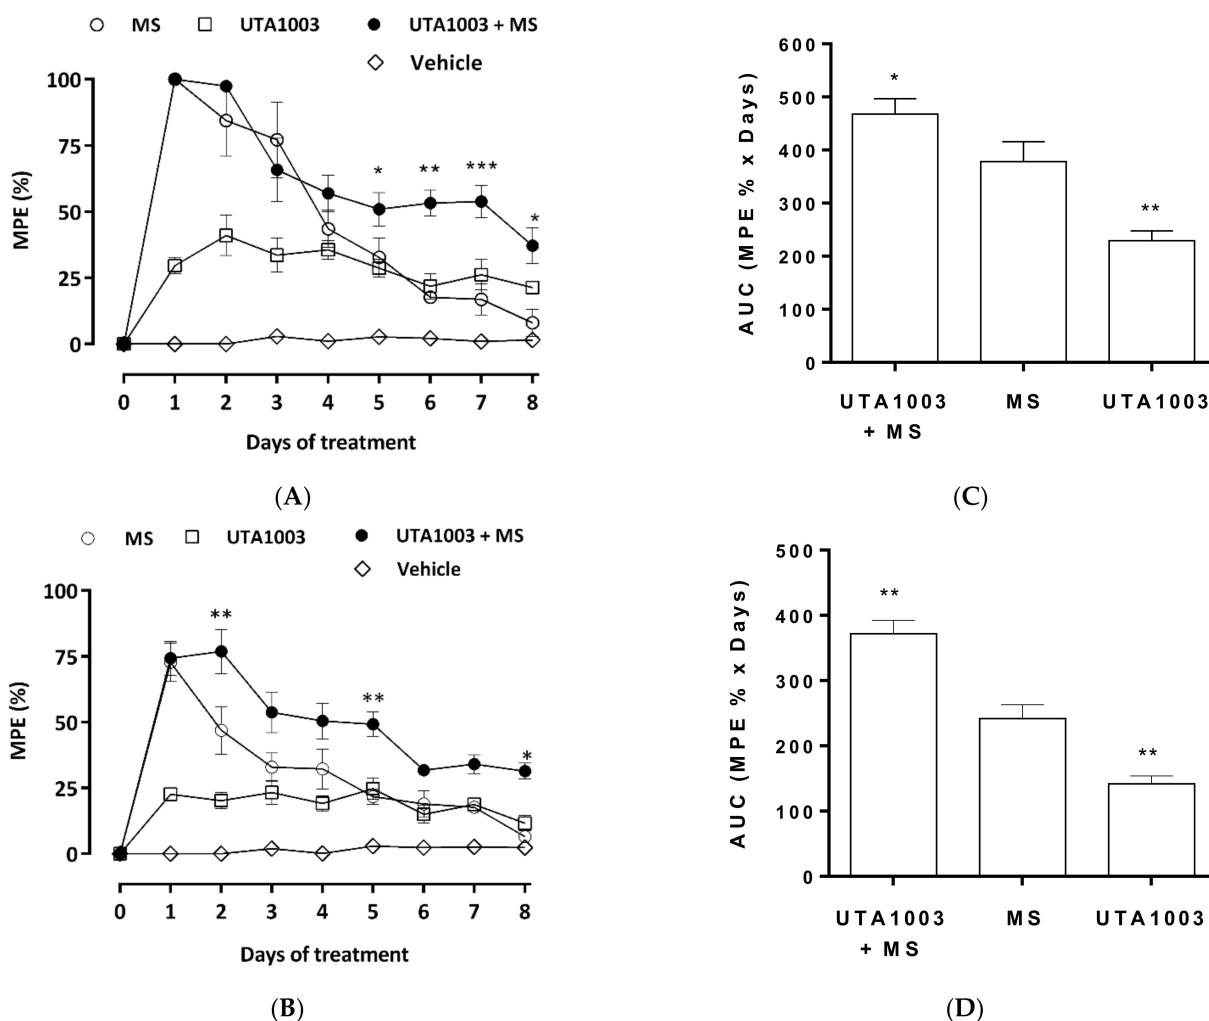 MS UTA1003 UTA1003 + MS
Vehicle
100
75
50
25
0
MPE (%)
* ** *** *
0 1 2 3 4 5 6 7 8
Days of treatment
(A)
600
500
400
300
200
100
0
AUC (MPE % x Days)
* **
UTA1003 MS UTA1003
+ MS
(C)
MS UTA1003 UTA1003 + MS
Vehicle
100
75
50
25
0
MPE (%)
** ** *
0 1 2 3 4 5 6 7 8
Days of treatment
(B)
500
400
300
200
100
0
AUC (MPE % x Days)
** **
UTA1003 MS UTA1003
+ MS
(D)